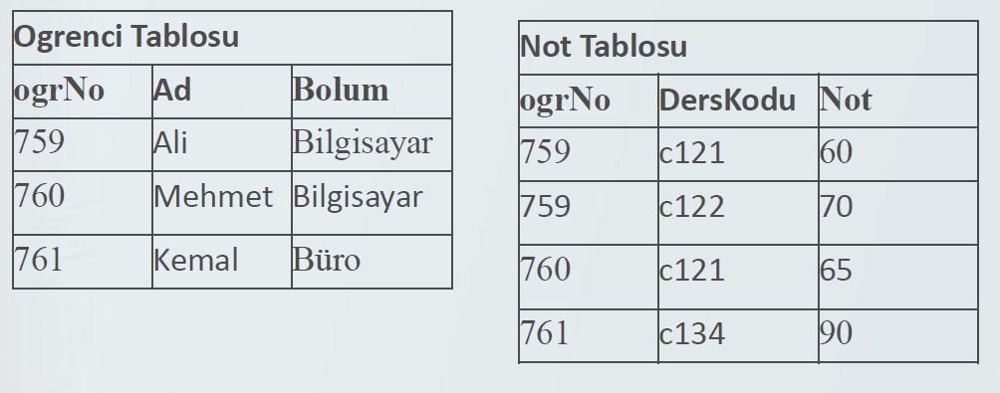 Ogrenci Tablosu
ogrNo Ad Bolum
759 Ali Bilgisayar
760 Mehmet Bilgisayar
761 Kemal Büro
Not Tablosu
ogrNo DersKodu Not
759 c121 60
759 c122 70
760 c121 65
761 c134 90